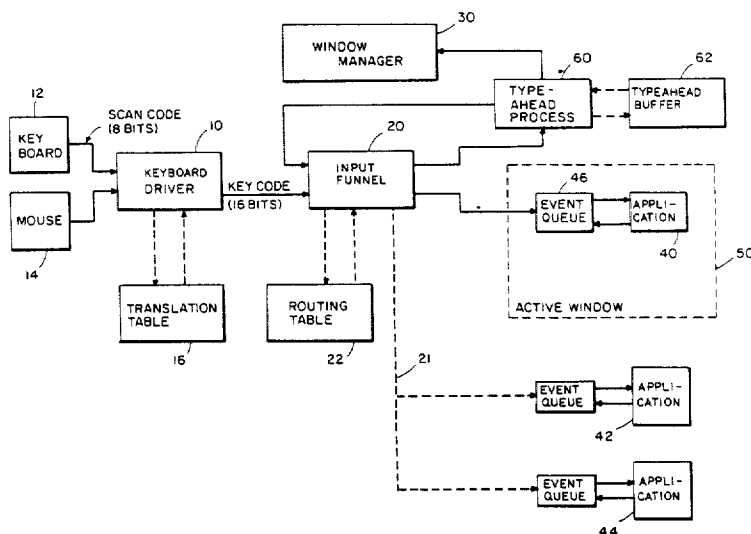 30
WINDOW
MANAGER
60
62
TYPE-
AHEAD
PROCESS
TYPEAHEAD
BUFFER
12
SCAN CODE
(8 BITS)
KEY
BOARD
10
KEYBOARD
DRIVER
20
INPUT
FUNNEL
KEY CODE
(16 BITS)
MOUSE
14
46
EVENT
QUEUE
APPLI-
CATION
40
50
ACTIVE WINDOW
TRANSLATION
TABLE
16
ROUTING
TABLE
22
21
EVENT
QUEUE
APPLI-
CATION
42
EVENT
QUEUE
APPLI-
CATION
44